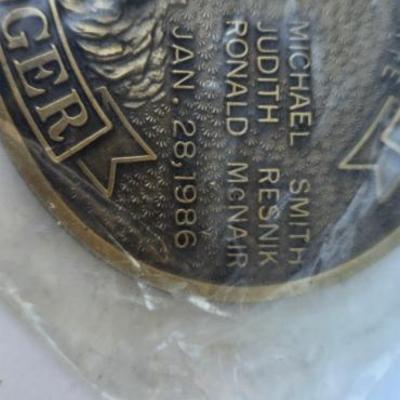 GER
MICHAEL SMITH
JUDITH RESNIK
RONALD McNAIR
JAN. 28, 1986